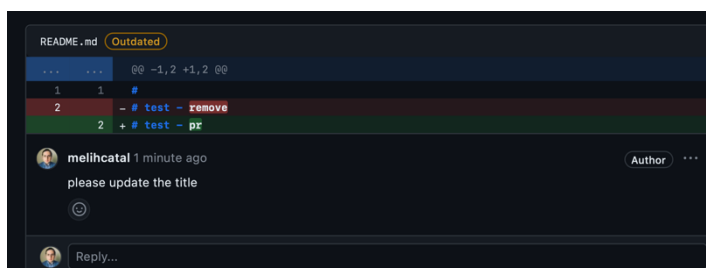 README.md Outdated
... ... @@ -1,2 +1,2 @@
1 1 #
2 - # test - remove
2 + # test - pr
melihcatal 1 minute ago Author ...
please update the title
Reply...